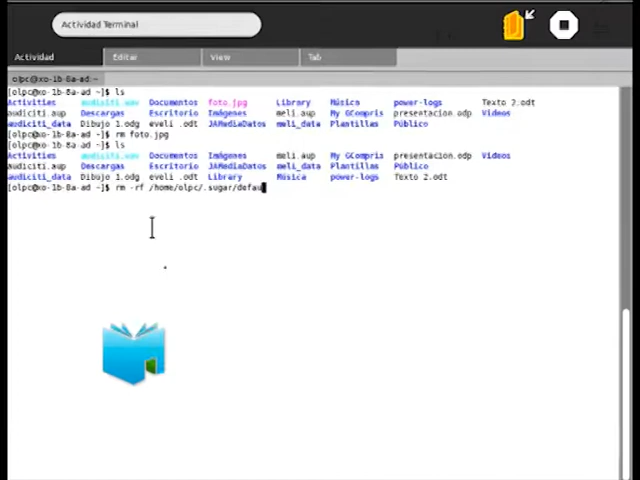 Actividad Terminal
Actividad Editar View Tab
olpc@xo-1b-8a-ad:~
[olpc@xo-1b-8a-ad ~]$ ls
Activities audiciti.wav Documentos foto.jpg Library Música power-logs Texto 2.odt
audiciti.aup Descargas Escritorio Imágenes meli.aup My GCompris presentacion.odp Videos
audiciti_data Dibujo 1.odg eveli .odt JAMediaDatos meli_data Plantillas Público
[olpc@xo-1b-8a-ad ~]$ rm foto.jpg
[olpc@xo-1b-8a-ad ~]$ ls
Activities audiciti.wav Documentos Imágenes meli.aup My GCompris presentacion.odp Videos
audiciti.aup Descargas Escritorio JAMediaDatos meli_data Plantillas Público
audiciti_data Dibujo 1.odg eveli .odt Library Música power-logs Texto 2.odt
[olpc@xo-1b-8a-ad ~]$ rm -rf /home/olpc/.sugar/defau